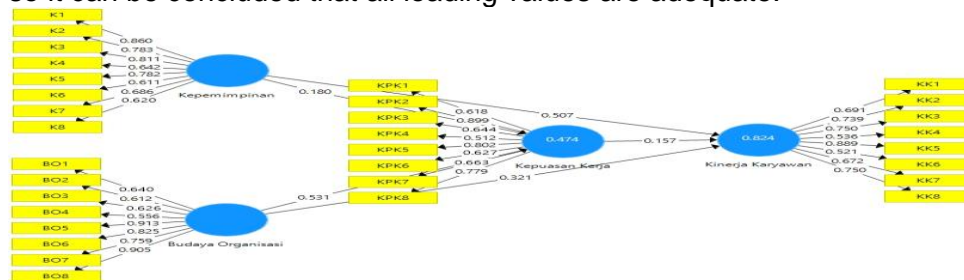 so it can be concluded that all loading values are adequate.
K1
K2
K3
K4
K5
K6
K7
K8
0.860
0.783
0.811
0.642
0.782
0.611
0.686
0.620
Kepemimpinan
0.180
0.507
KPK1
KPK2
KPK3
KPK4
KPK5
KPK6
KPK7
KPK8
0.618
0.899
0.644
0.512
0.802
0.627
0.663
0.779
0.474
Kepuasan Kerja
0.157
0.824
Kinerja Karyawan
0.691
0.739
0.750
0.536
0.889
0.521
0.672
0.750
KK1
KK2
KK3
KK4
KK5
KK6
KK7
KK8
BO1
BO2
BO3
BO4
BO5
BO6
BO7
BO8
0.640
0.612
0.626
0.556
0.913
0.825
0.759
0.905
Budaya Organisasi
0.531
0.321